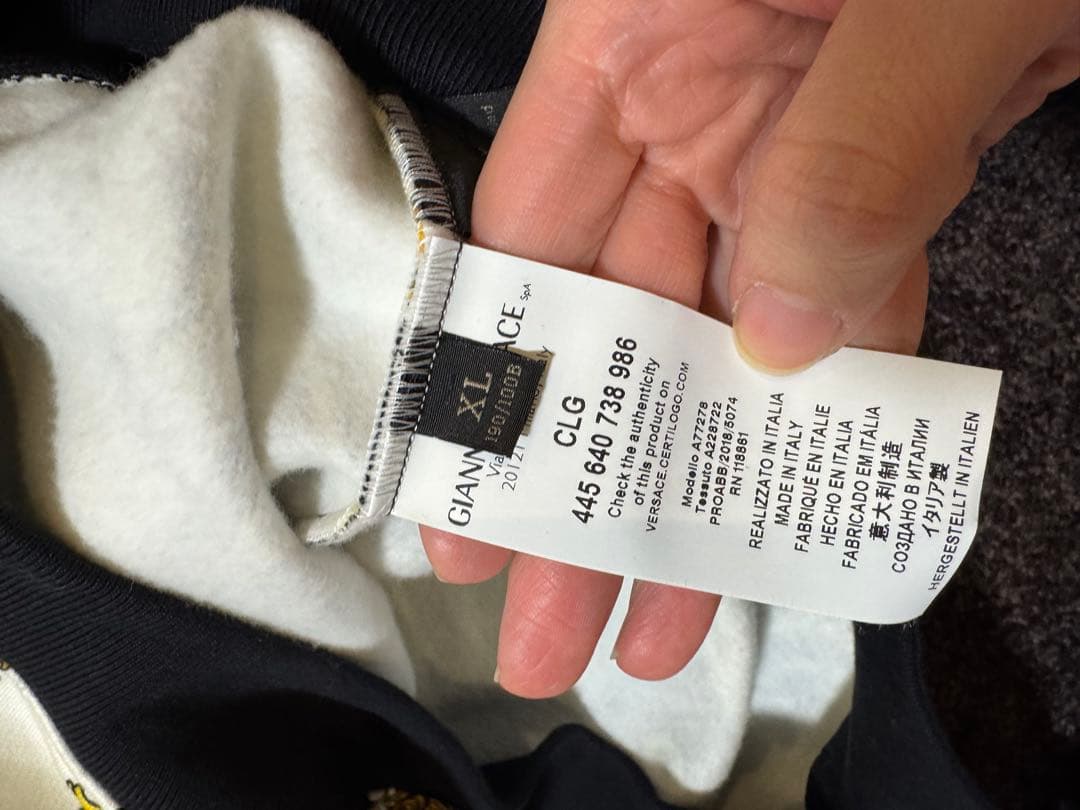 GIANN ACE SpA
Via
20121
XL
190/100B
CLG
445 640 738 986
Check the authenticity
of this product on
VERSACE.CERTILOGO.COM
Modello A77278
Tessuto A228722
PROABB/2018/5074
RN 118881
REALIZZATO IN ITALIA
MADE IN ITALY
FABRIQUÉ EN ITALIE
HECHO EN ITALIA
FABRICADO EM ITÁLIA
意大利制造
СОЗДАНО В ИТАЛИИ
イタリア製
HERGESTELLT IN ITALIEN